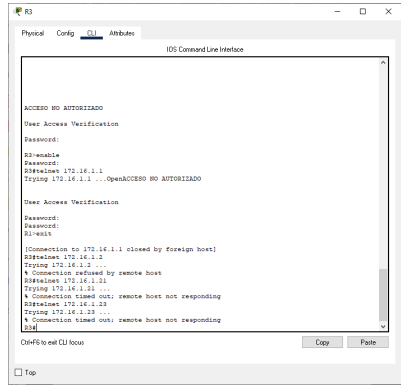 R3
Physical Config CLI Attributes
IOS Command Line Interface
ACCESO NO AUTORIZADO
User Access Verification
Password:
R3>enable
Password:
R3#telnet 172.16.1.1
Trying 172.16.1.1 ...OpenACCESO NO AUTORIZADO
User Access Verification
Password:
Password:
R1>exit
[Connection to 172.16.1.1 closed by foreign host]
R3#telnet 172.16.1.2
Trying 172.16.1.2 ...
% Connection refused by remote host
R3#telnet 172.16.1.21
Trying 172.16.1.21 ...
% Connection timed out; remote host not responding
R3#telnet 172.16.1.23
Trying 172.16.1.23 ...
% Connection timed out; remote host not responding
R3#
Ctrl+F6 to exit CLI focus
Copy Paste
Top